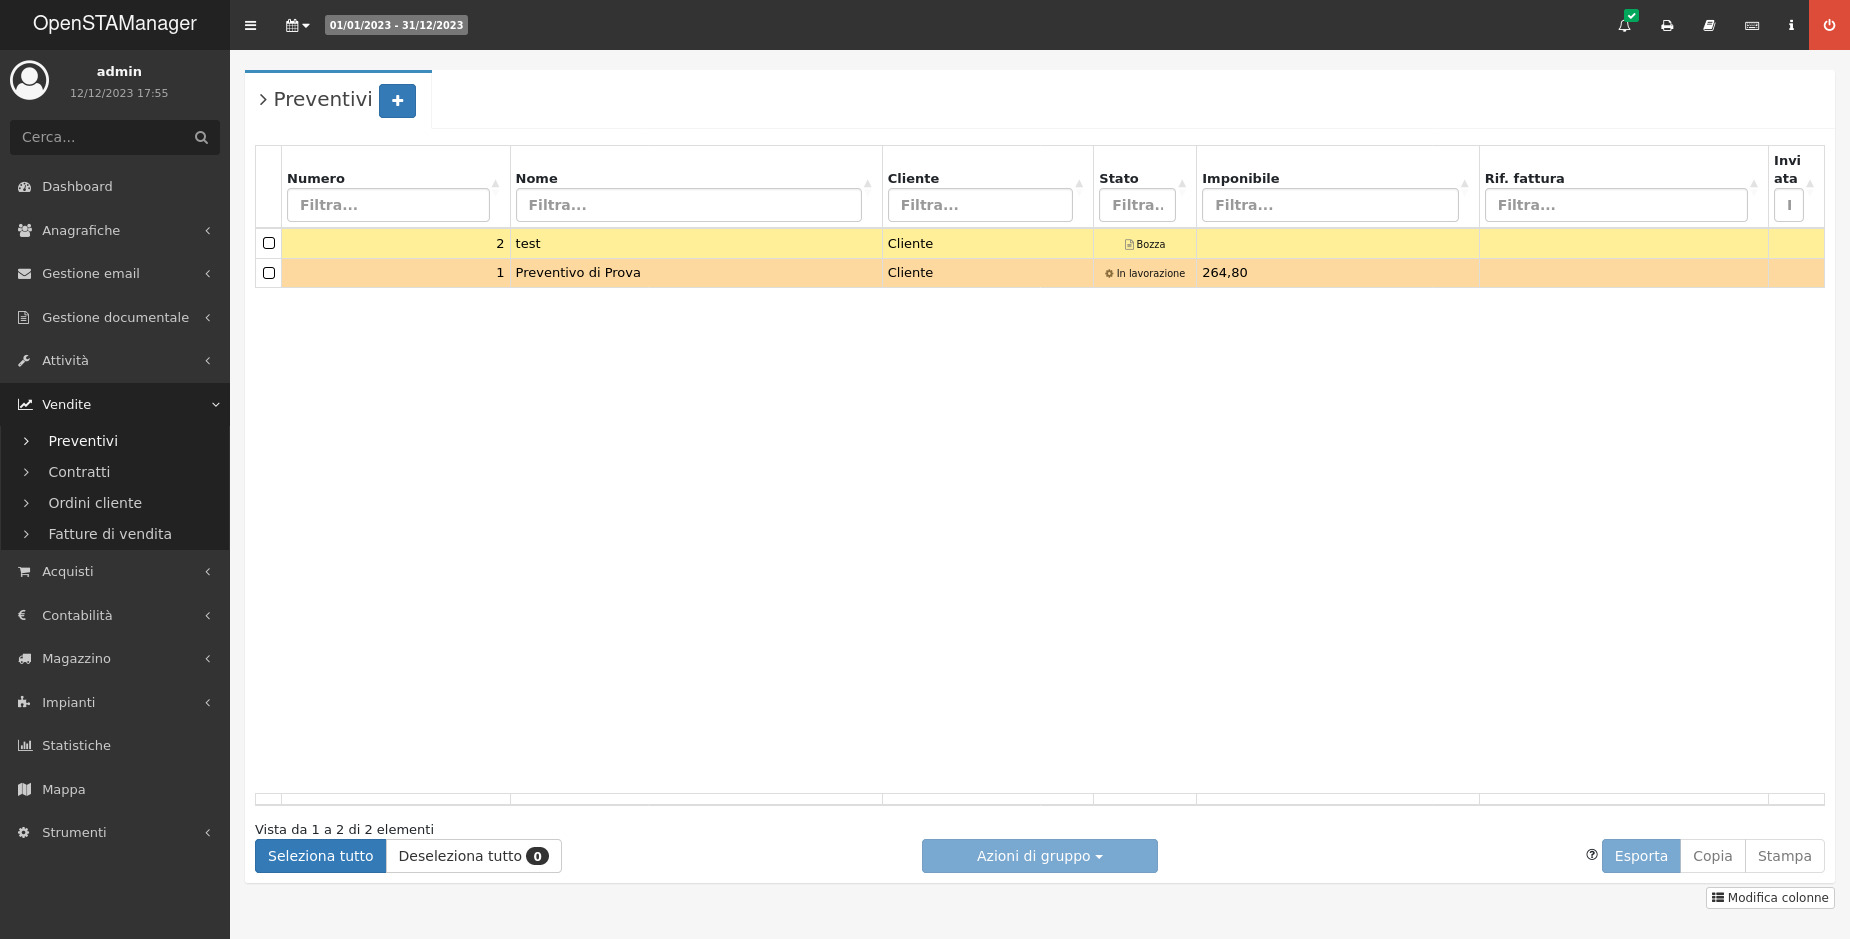 OpenSTAManager
01/01/2023 - 31/12/2023
admin
12/12/2023 17:55
Cerca...
Dashboard
Anagrafiche
Gestione email
Gestione documentale
Attività
Vendite
Preventivi
Contratti
Ordini cliente
Fatture di vendita
Acquisti
Contabilità
Magazzino
Impianti
Statistiche
Mappa
Strumenti
Preventivi
Numero Nome Cliente Stato Imponibile Rif. fattura Invi
ata
Filtra... Filtra... Filtra... Filtra.. Filtra... Filtra... I
2 test Cliente Bozza
1 Preventivo di Prova Cliente In lavorazione 264,80
Vista da 1 a 2 di 2 elementi
Seleziona tutto Deseleziona tutto 0 Azioni di gruppo Esporta Copia Stampa
Modifica colonne